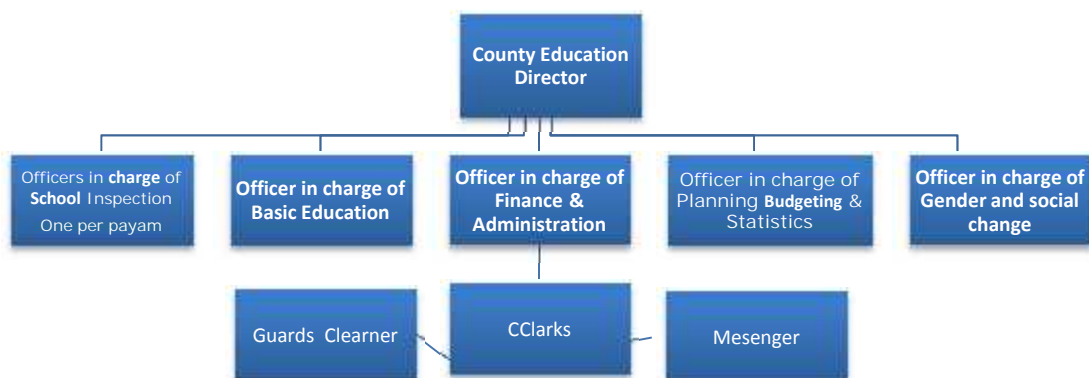 County Education
Director
Officers in charge of
School Inspection
One per payam
Officer in charge of
Basic Education
Officer in charge of
Finance &
Administration
Officer in charge of
Planning Budgeting &
Statistics
Officer in charge of
Gender and social
change
Guards Clearner
CClarks
Mesenger